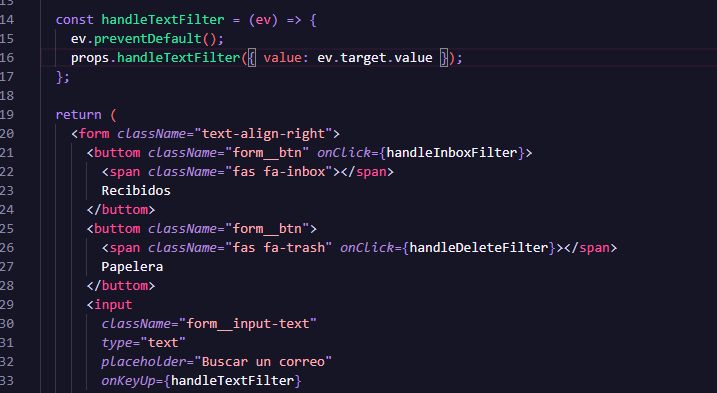 13
14 const handleTextFilter = (ev) => {
15 ev.preventDefault();
16 props.handleTextFilter({ value: ev.target.value });
17 };
18
19 return (
20 <form className="text-align-right">
21 <buttom className="form__btn" onClick={handleInboxFilter}>
22 <span className="fas fa-inbox"></span>
23 Recibidos
24 </buttom>
25 <buttom className="form__btn">
26 <span className="fas fa-trash" onClick={handleDeleteFilter}></span>
27 Papelera
28 </buttom>
29 <input
30 className="form__input-text"
31 type="text"
32 placeholder="Buscar un correo"
33 onKeyUp={handleTextFilter}